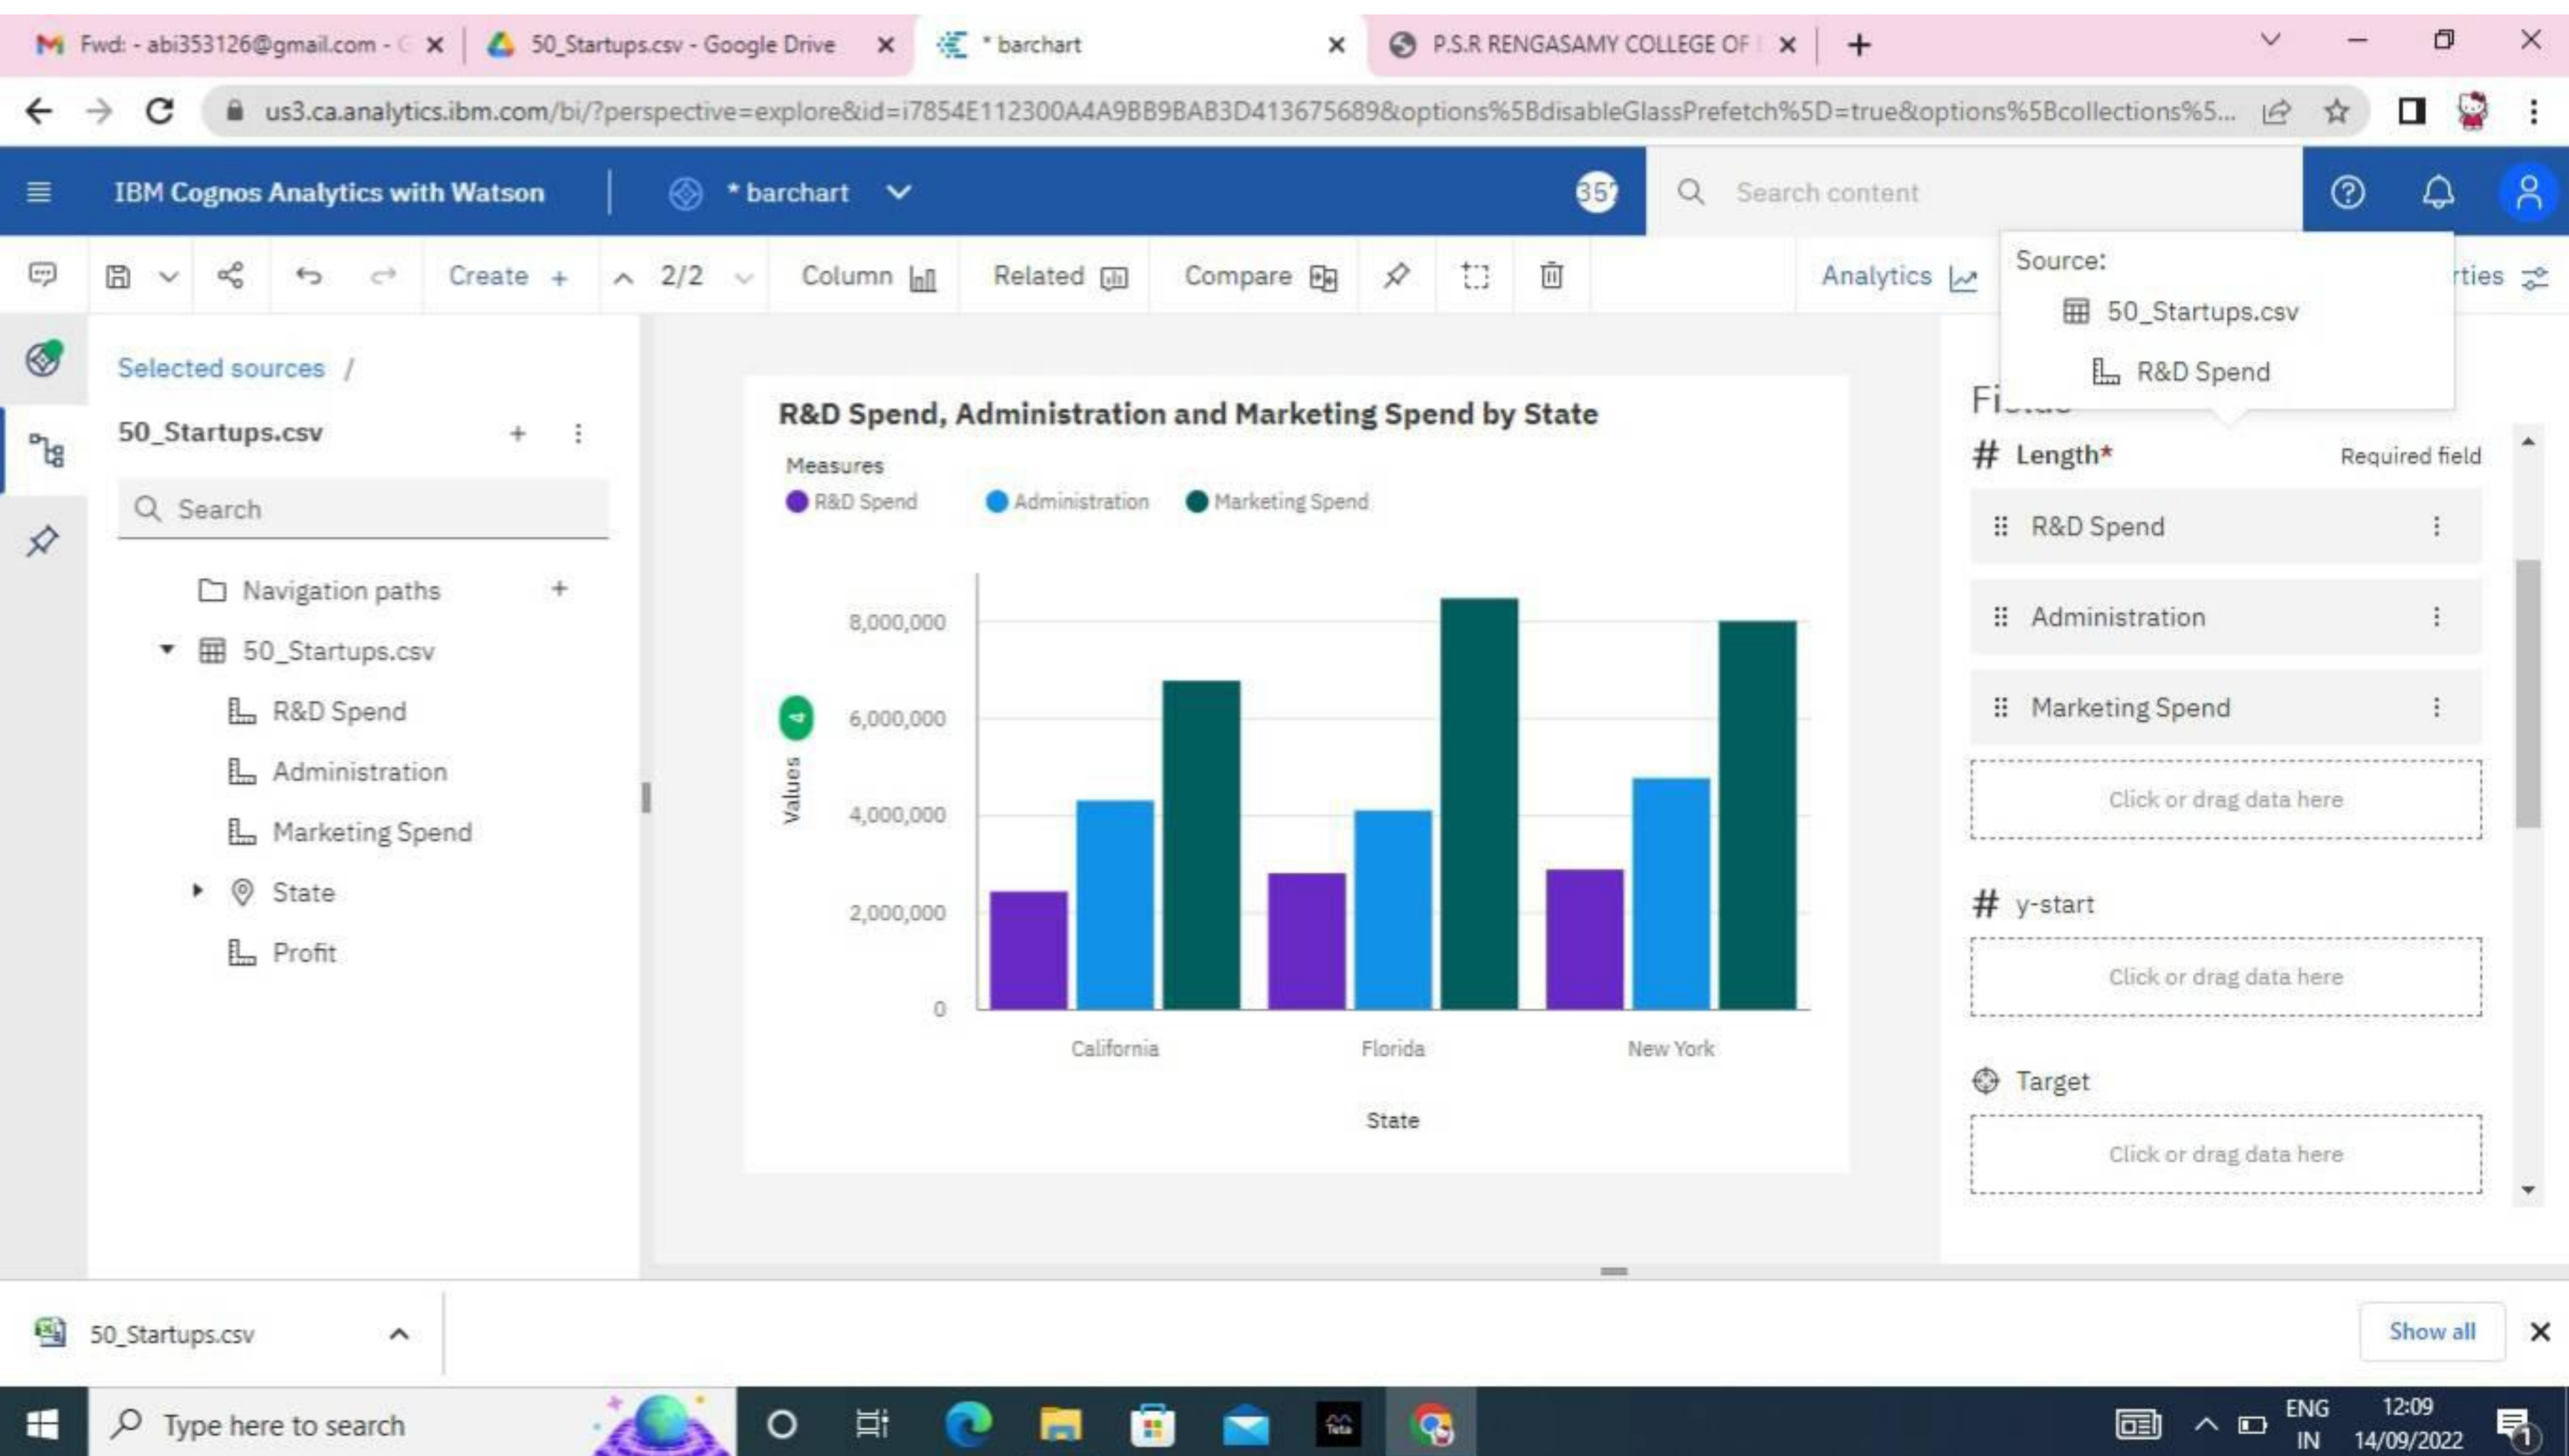 Fwd: - abi353126@gmail.com - G
50_Startups.csv - Google Drive
* barchart
P.S.R RENGASAMY COLLEGE OF
us3.ca.analytics.ibm.com/bi/?perspective=explore&id=i7854E112300A4A9BB9BAB3D413675689&options%5BdisableGlassPrefetch%5D=true&options%5Bcollections%5...
IBM Cognos Analytics with Watson
* barchart
Search content
Create +
2/2
Column
Related
Compare
Analytics
rties
Source:
50_Startups.csv
R&D Spend
Selected sources /
50_Startups.csv
Search
Navigation paths
50_Startups.csv
R&D Spend
Administration
Marketing Spend
State
Profit
R&D Spend, Administration and Marketing Spend by State
Measures
R&D Spend
Administration
Marketing Spend
8,000,000
6,000,000
4,000,000
2,000,000
0
Values
4
California
Florida
New York
State
# Length*
Required field
R&D Spend
Administration
Marketing Spend
Click or drag data here
# y-start
Click or drag data here
Target
Click or drag data here
50_Startups.csv
Show all
Type here to search
Teta
ENG
IN
12:09
14/09/2022
1